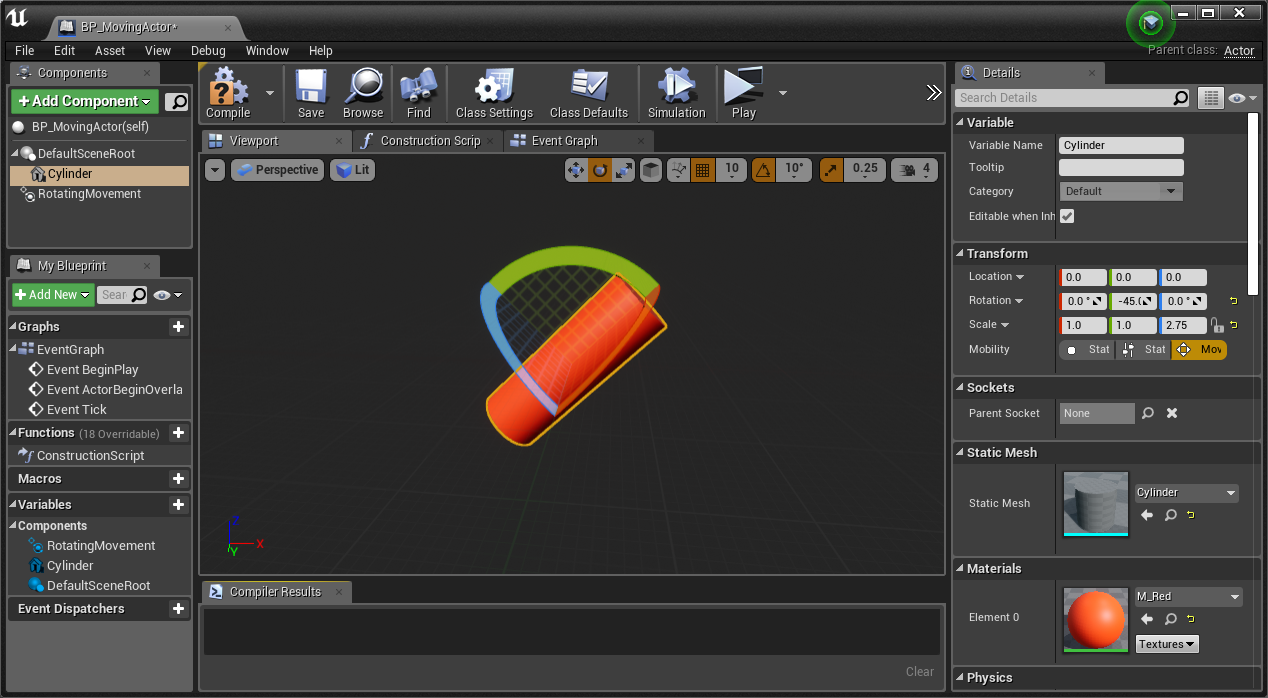 BP_MovingActor*
File Edit Asset View Debug Window Help
Parent class: Actor
Components
+Add Component
BP_MovingActor(self)
DefaultSceneRoot
Cylinder
RotatingMovement
My Blueprint
+Add New
Sear
Graphs
EventGraph
Event BeginPlay
Event ActorBeginOverla
Event Tick
Functions (18 Overridable)
ConstructionScript
Macros
Variables
Components
RotatingMovement
Cylinder
DefaultSceneRoot
Event Dispatchers
Compile Save Browse Find Class Settings Class Defaults Simulation Play
Viewport Construction Scrip Event Graph
Perspective Lit 10 10° 0.25 4
Z
X
Y
Compiler Results
Clear
Details
Search Details
Variable
Variable Name Cylinder
Tooltip
Category Default
Editable when Inh
Transform
Location 0.0 0.0 0.0
Rotation 0.0 ° -45.( 0.0 °
Scale 1.0 1.0 2.75
Mobility Stat Stat Mov
Sockets
Parent Socket None
Static Mesh
Static Mesh Cylinder
Materials
Element 0 M_Red
Textures
Physics